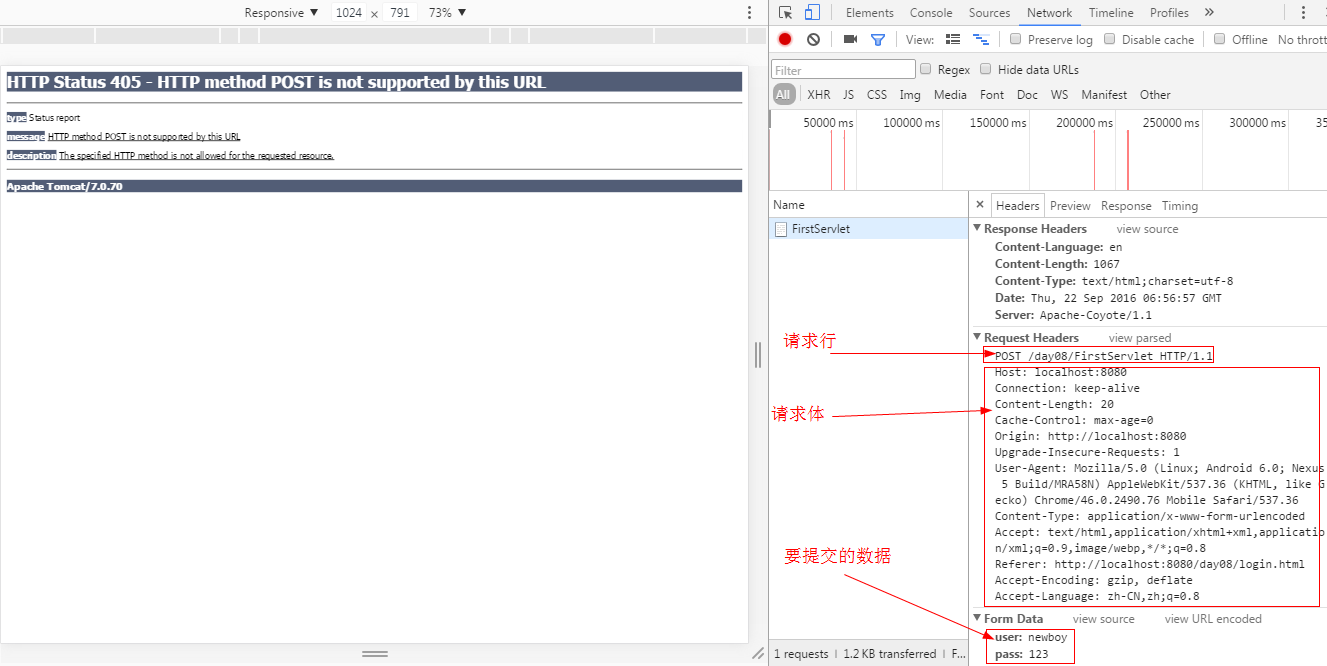 Responsive ▼ 1024 × 791 73% ▼
HTTP Status 405 - HTTP method POST is not supported by this URL
type Status report
message HTTP method POST is not supported by this URL
description The specified HTTP method is not allowed for the requested resource.
Apache Tomcat/7.0.70
Elements Console Sources Network Timeline Profiles »
View: Preserve log Disable cache Offline No thrott
Filter Regex Hide data URLs
All XHR JS CSS Img Media Font Doc WS Manifest Other
50000 ms 100000 ms 150000 ms 200000 ms 250000 ms 300000 ms 35
Name
FirstServlet
× Headers Preview Response Timing
Response Headers view source
Content-Language: en
Content-Length: 1067
Content-Type: text/html;charset=utf-8
Date: Thu, 22 Sep 2016 06:56:57 GMT
Server: Apache-Coyote/1.1
Request Headers view parsed
请求行
POST /day08/FirstServlet HTTP/1.1
Host: localhost:8080
Connection: keep-alive
请求体
Content-Length: 20
Cache-Control: max-age=0
Origin: http://localhost:8080
Upgrade-Insecure-Requests: 1
User-Agent: Mozilla/5.0 (Linux; Android 6.0; Nexus
5 Build/MRA58N) AppleWebKit/537.36 (KHTML, like G
ecko) Chrome/46.0.2490.76 Mobile Safari/537.36
Content-Type: application/x-www-form-urlencoded
Accept: text/html,application/xhtml+xml,applicatio
n/xml;q=0.9,image/webp,*/*;q=0.8
要提交的数据
Referer: http://localhost:8080/day08/login.html
Accept-Encoding: gzip, deflate
Accept-Language: zh-CN,zh;q=0.8
Form Data view source view URL encoded
user: newboy
pass: 123
1 requests | 1.2 KB transferred | F...